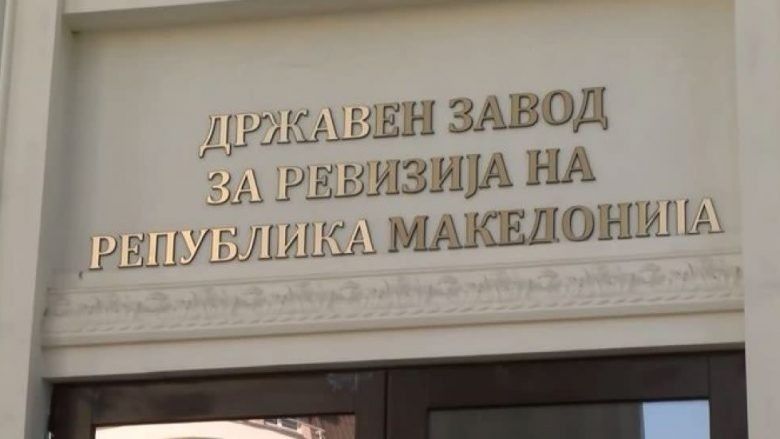 ДРЖАВЕН ЗАВОД
ЗА РЕВИЗИЈА НА
РЕПУБЛИКА МАКЕДОНИЈА